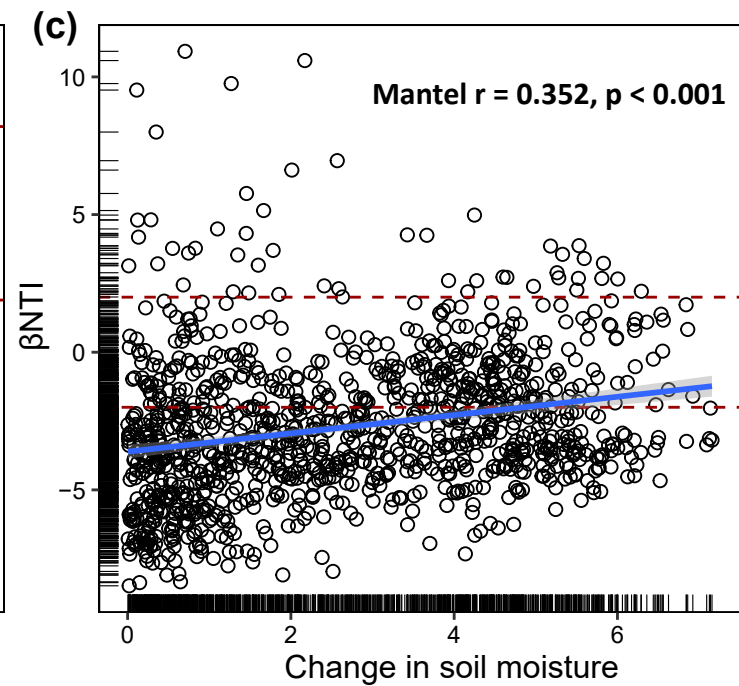 (c)
Mantel r = 0.352, p < 0.001
10
5
0
−5
βNTI
0 2 4 6
Change in soil moisture